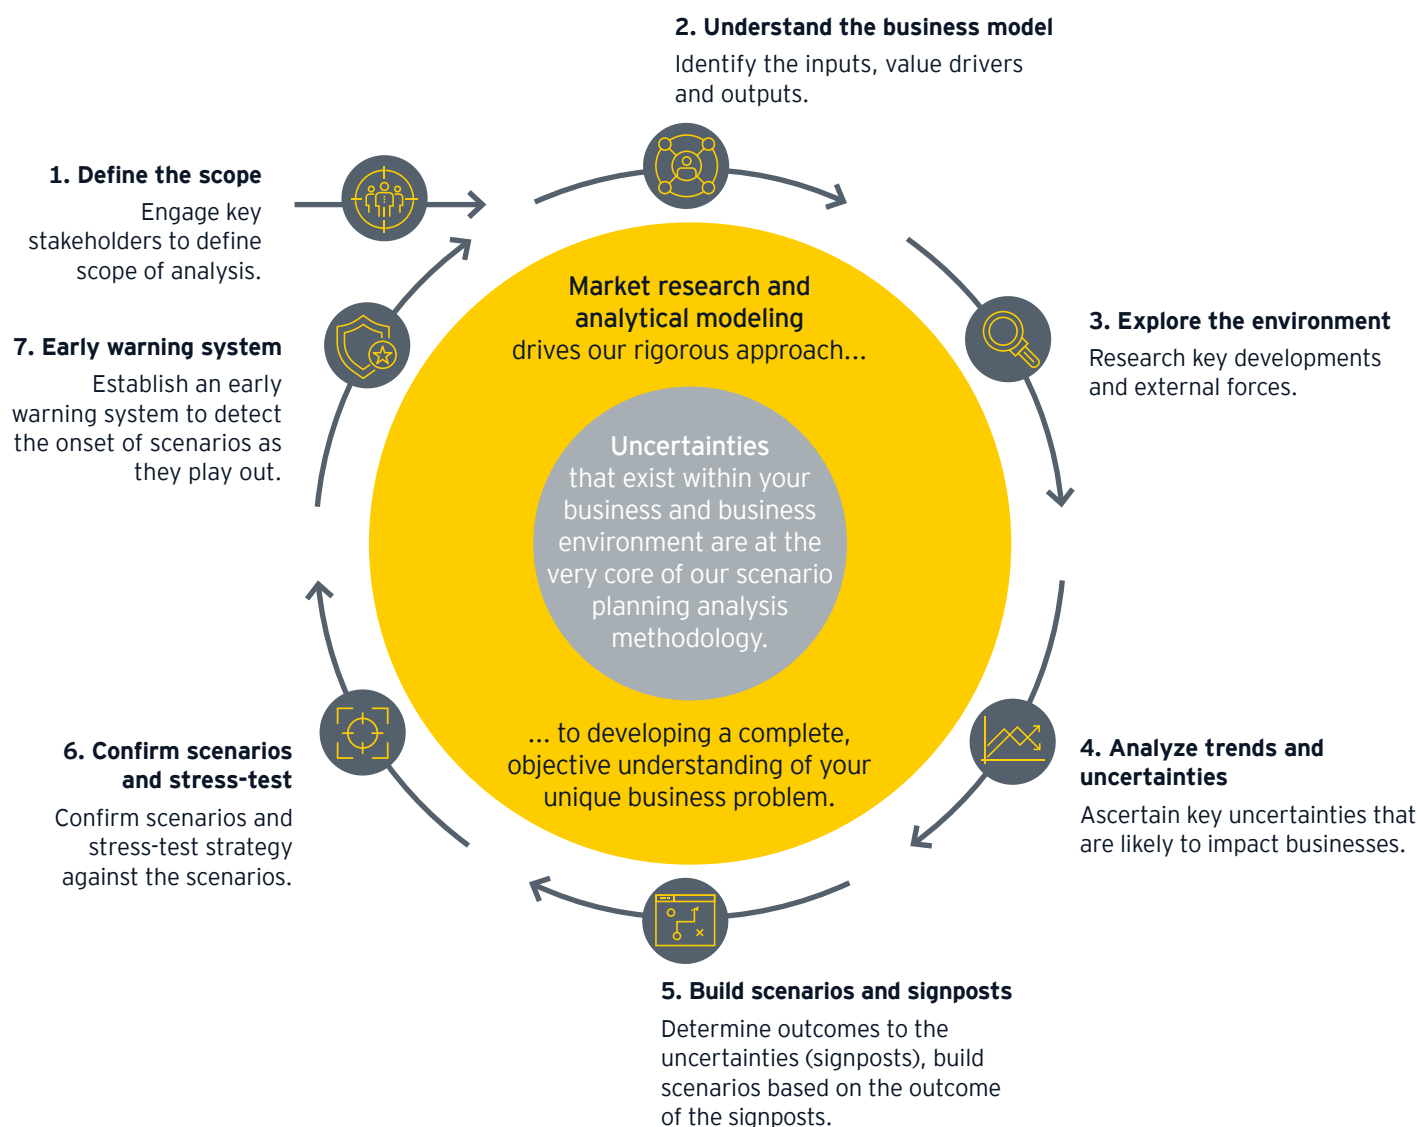 2. Understand the business model
Identify the inputs, value drivers
and outputs.
1. Define the scope
Engage key
stakeholders to define
scope of analysis.
7. Early warning system
Establish an early
warning system to detect
the onset of scenarios as
they play out.
Market research and
analytical modeling
drives our rigorous approach...
3. Explore the environment
Research key developments
and external forces.
Uncertainties
that exist within your
business and business
environment are at the
very core of our scenario
planning analysis
methodology.
... to developing a complete,
objective understanding of your
unique business problem.
6. Confirm scenarios
and stress-test
Confirm scenarios and
stress-test strategy
against the scenarios.
4. Analyze trends and
uncertainties
Ascertain key uncertainties that
are likely to impact businesses.
5. Build scenarios and signposts
Determine outcomes to the
uncertainties (signposts), build
scenarios based on the outcome
of the signposts.